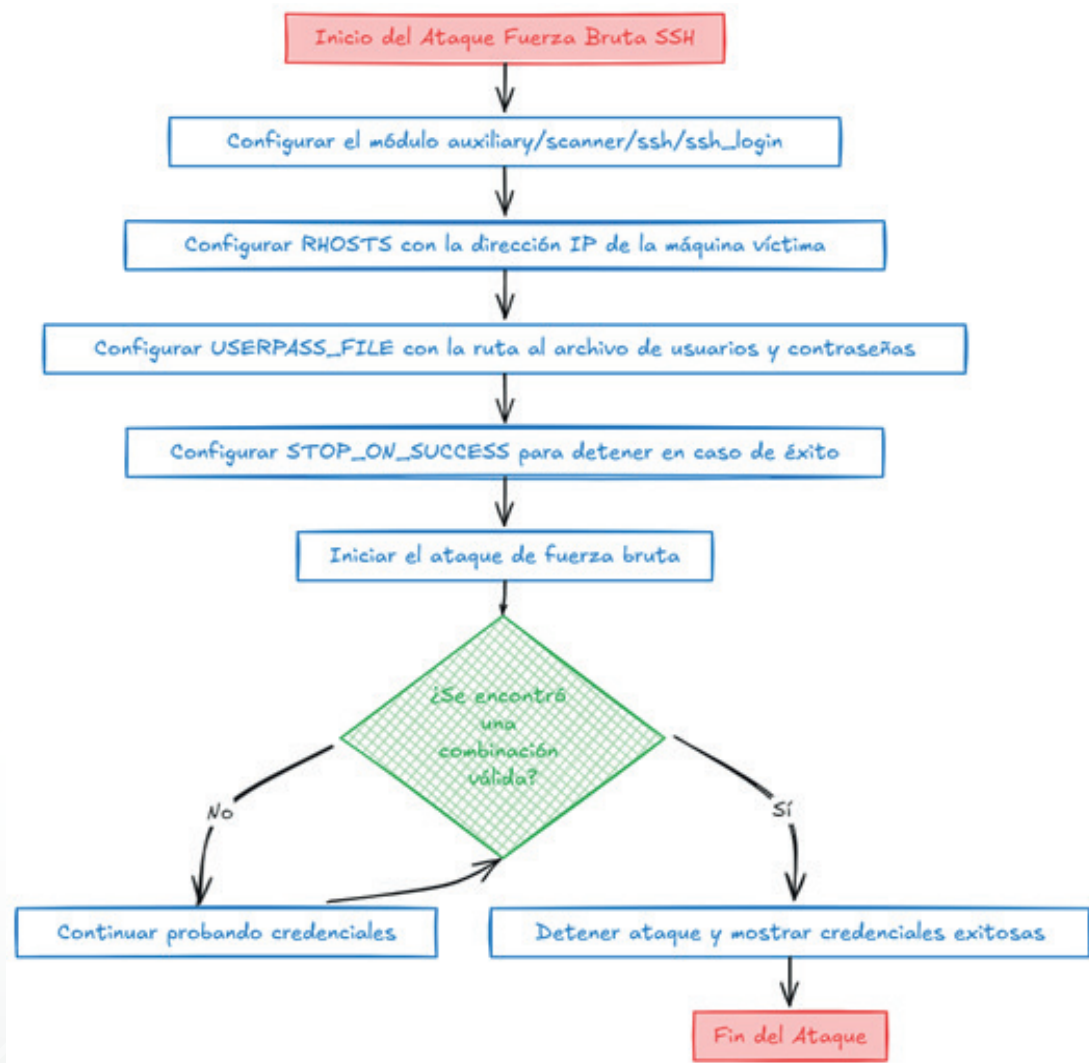 Inicio del Ataque Fuerza Bruta SSH
Configurar el módulo auxiliary/scanner/ssh/ssh_login
Configurar RHOSTS con la dirección IP de la máquina víctima
Configurar USERPASS_FILE con la ruta al archivo de usuarios y contraseñas
Configurar STOP_ON_SUCCESS para detener en caso de éxito
Iniciar el ataque de fuerza bruta
¿Se encontró
una
combinación
válida?
No
Sí
Continuar probando credenciales
Detener ataque y mostrar credenciales exitosas
Fin del Ataque